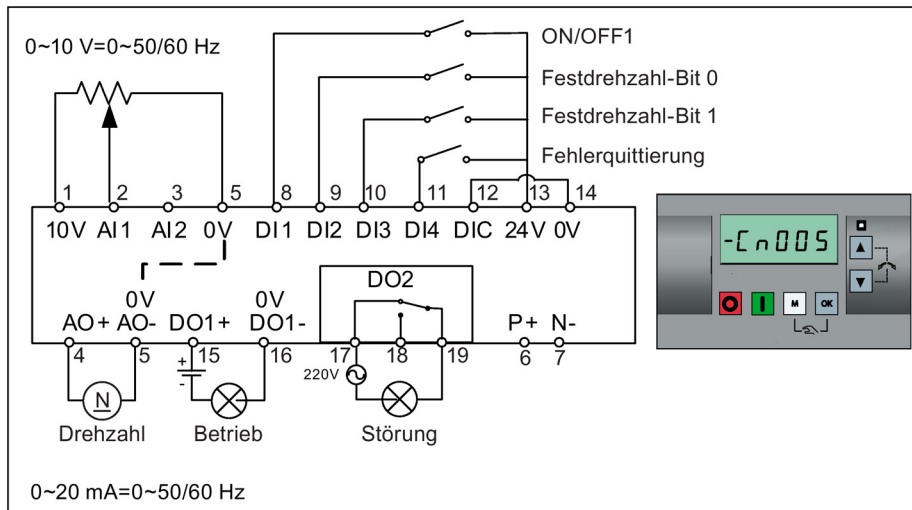 0~10 V=0~50/60 Hz
ON/OFF1
Festdrehzahl-Bit 0
Festdrehzahl-Bit 1
Fehlerquittierung
1 2 3 5 8 9 10 11 12 13 14
10V AI1 AI2 0V DI1 DI2 DI3 DI4 DIC 24V 0V
-Cn005
M OK
DO2
0V 0V
AO+ AO- DO1+ DO1- P+ N-
4 5 15 16 17 18 19 6 7
+
-
220V
N
Drehzahl Betrieb Störung
0~20 mA=0~50/60 Hz